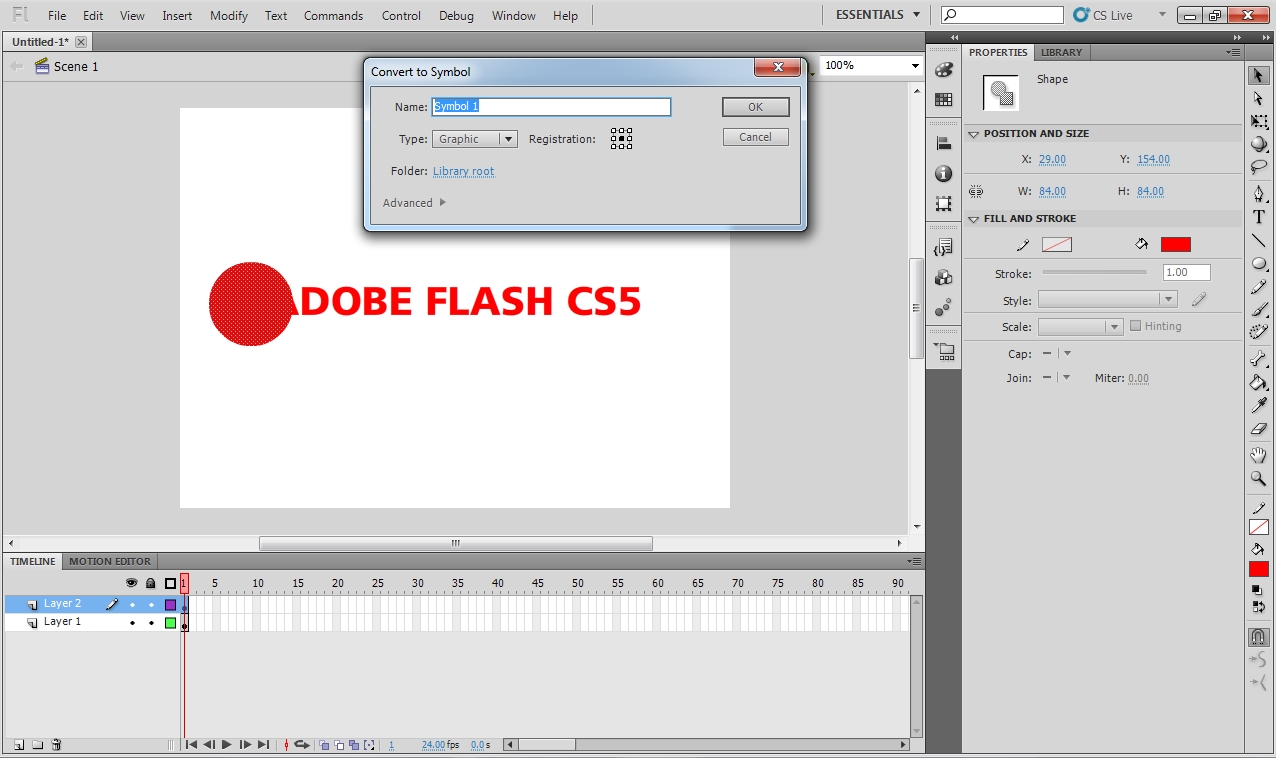 Fl File Edit View Insert Modify Text Commands Control Debug Window Help ESSENTIALS CS Live
Untitled-1*
Scene 1
100%
Convert to Symbol
Name: Symbol 1
OK
Type: Graphic
Registration:
Cancel
Folder: Library root
Advanced
ADOBE FLASH CS5
PROPERTIES LIBRARY
Shape
POSITION AND SIZE
X: 29.00 Y: 154.00
W: 84.00 H: 84.00
FILL AND STROKE
Stroke: 1.00
Style:
Scale: Hinting
Cap:
Join: Miter: 0.00
TIMELINE MOTION EDITOR
1 5 10 15 20 25 30 35 40 45 50 55 60 65 70 75 80 85 90
Layer 2
Layer 1
1 24.00 fps 0.0 s